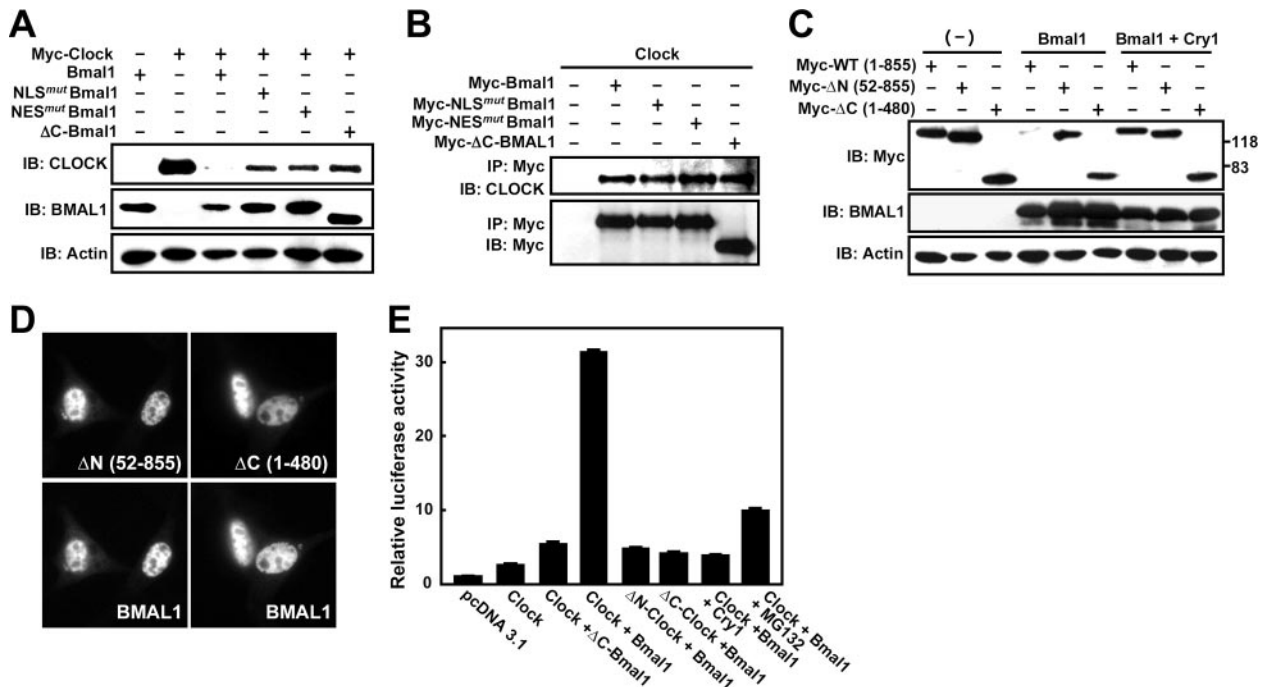 A
Myc-Clock – + + + + +
Bmal1 + – + – – –
NLSmut Bmal1 – – – + – –
NESmut Bmal1 – – – – + –
ΔC-Bmal1 – – – – – +
IB: CLOCK
IB: BMAL1
IB: Actin
B
Clock
Myc-Bmal1 – + – – –
Myc-NLSmut Bmal1 – – + – –
Myc-NESmut Bmal1 – – – + –
Myc-ΔC-BMAL1 – – – – +
IP: Myc
IB: CLOCK
IP: Myc
IB: Myc
C
(–) Bmal1 Bmal1 + Cry1
Myc-WT (1-855) + – – + – – + – –
Myc-ΔN (52-855) – + – – + – – + –
Myc-ΔC (1-480) – – + – – + – – +
IB: Myc
118
83
IB: BMAL1
IB: Actin
D
ΔN (52-855)
ΔC (1-480)
BMAL1
BMAL1
E
Relative luciferase activity
30
20
10
0
pcDNA 3.1
Clock
Clock +ΔC-Bmal1
Clock + Bmal1
ΔN-Clock + Bmal1
ΔC-Clock +Bmal1
Clock +Bmal1
+ Cry1
Clock + Bmal1
+ MG132